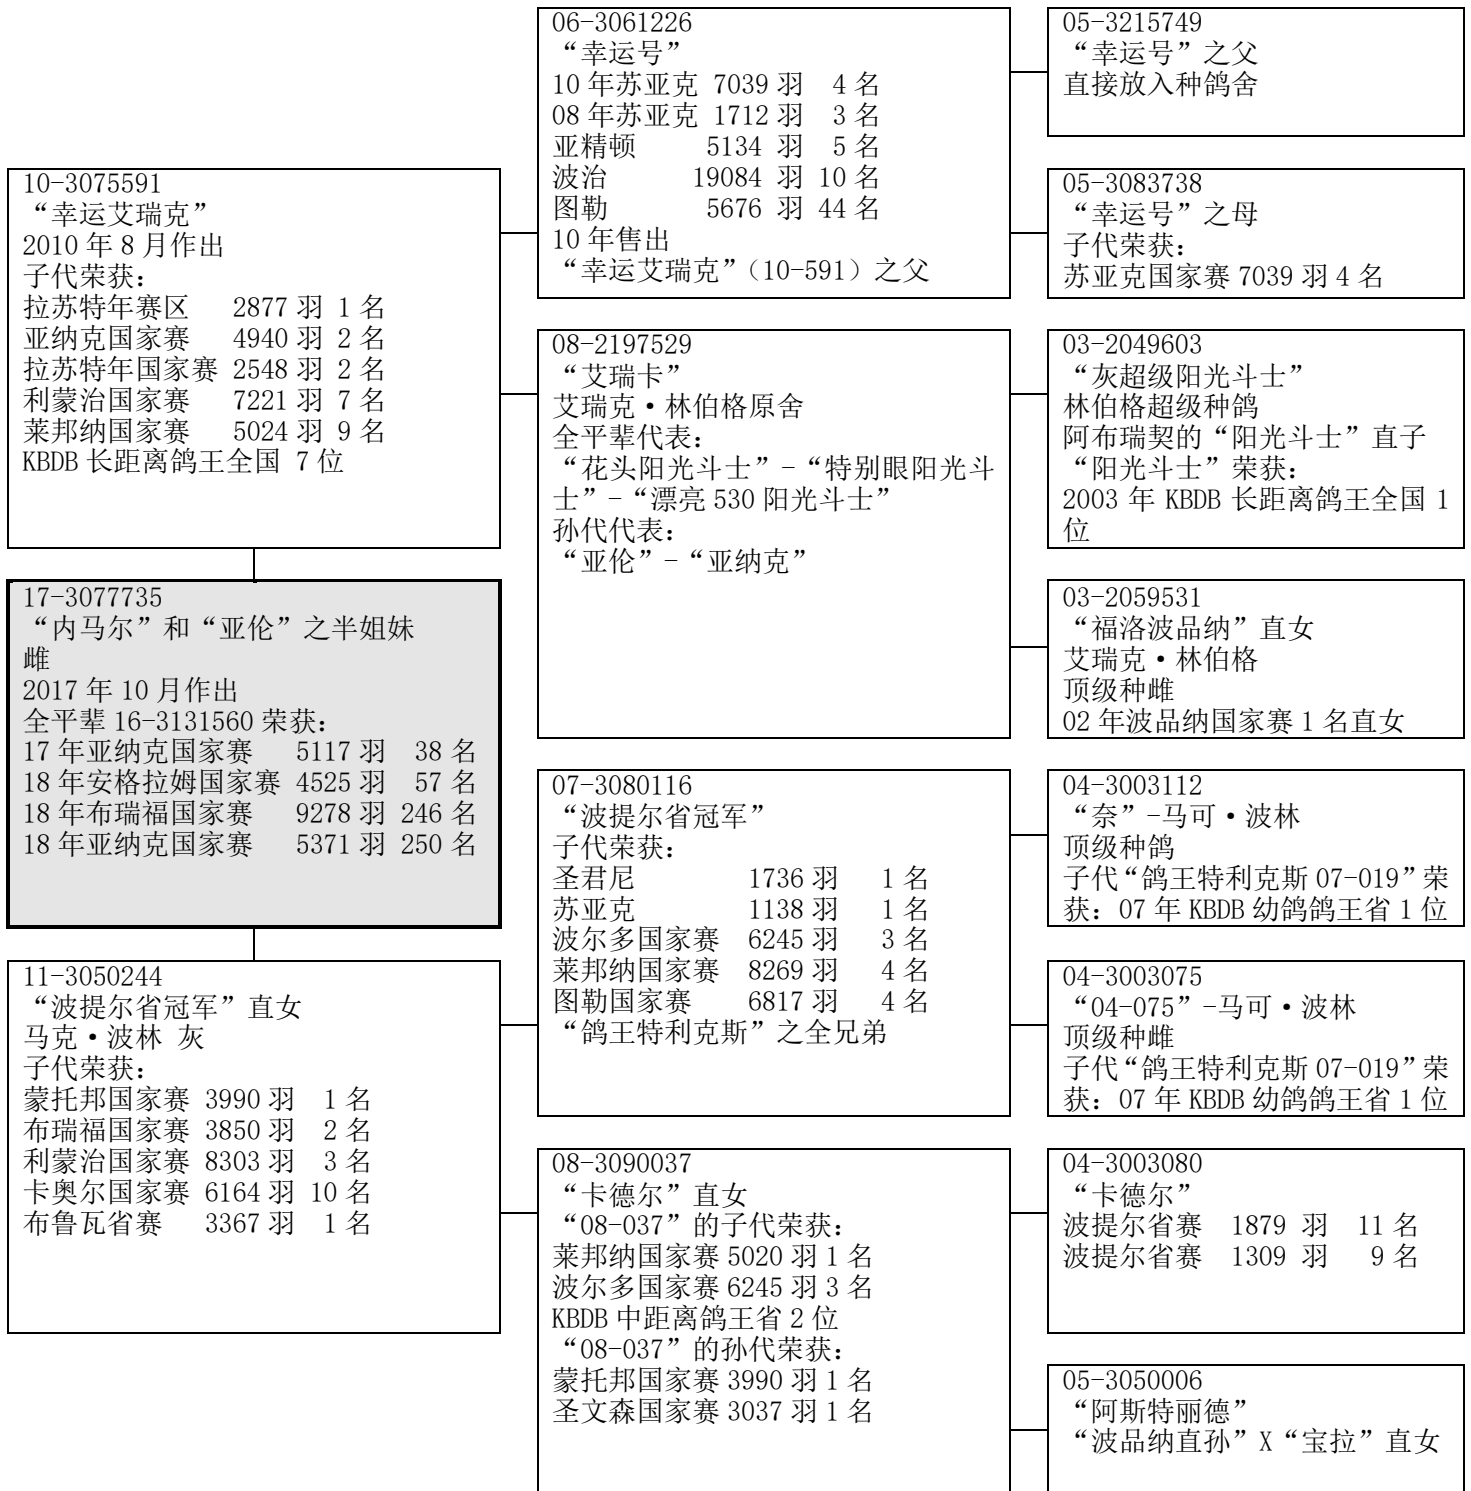 10-3075591
“幸运艾瑞克”
2010 年 8 月作出
子代荣获：
拉苏特年赛区 2877 羽 1 名
亚纳克国家赛 4940 羽 2 名
拉苏特年国家赛 2548 羽 2 名
利蒙治国家赛 7221 羽 7 名
莱邦纳国家赛 5024 羽 9 名
KBDB 长距离鸽王全国 7 位
17-3077735
“内马尔”和“亚伦”之半姐妹
雌
2017 年 10 月作出
全平辈 16-3131560 荣获：
17 年亚纳克国家赛 5117 羽 38 名
18 年安格拉姆国家赛 4525 羽 57 名
18 年布瑞福国家赛 9278 羽 246 名
18 年亚纳克国家赛 5371 羽 250 名
11-3050244
“波提尔省冠军”直女
马克•波林 灰
子代荣获：
蒙托邦国家赛 3990 羽 1 名
布瑞福国家赛 3850 羽 2 名
利蒙治国家赛 8303 羽 3 名
卡奥尔国家赛 6164 羽 10 名
布鲁瓦省赛 3367 羽 1 名
06-3061226
“幸运号”
10 年苏亚克 7039 羽 4 名
08 年苏亚克 1712 羽 3 名
亚精顿 5134 羽 5 名
波治 19084 羽 10 名
图勒 5676 羽 44 名
10 年售出
“幸运艾瑞克”（10-591）之父
08-2197529
“艾瑞卡”
艾瑞克•林伯格原舍
全平辈代表：
“花头阳光斗士”-“特别眼阳光斗
士”-“漂亮 530 阳光斗士”
孙代代表：
“亚伦”-“亚纳克”
07-3080116
“波提尔省冠军”
子代荣获：
圣君尼 1736 羽 1 名
苏亚克 1138 羽 1 名
波尔多国家赛 6245 羽 3 名
莱邦纳国家赛 8269 羽 4 名
图勒国家赛 6817 羽 4 名
“鸽王特利克斯”之全兄弟
08-3090037
“卡德尔”直女
“08-037”的子代荣获：
莱邦纳国家赛 5020 羽 1 名
波尔多国家赛 6245 羽 3 名
KBDB 中距离鸽王省 2 位
“08-037”的孙代荣获：
蒙托邦国家赛 3990 羽 1 名
圣文森国家赛 3037 羽 1 名
05-3215749
“幸运号”之父
直接放入种鸽舍
05-3083738
“幸运号”之母
子代荣获：
苏亚克国家赛 7039 羽 4 名
03-2049603
“灰超级阳光斗士”
林伯格超级种鸽
阿布瑞契的“阳光斗士”直子
“阳光斗士”荣获：
2003 年 KBDB 长距离鸽王全国 1
位
03-2059531
“福洛波品纳”直女
艾瑞克•林伯格
顶级种雌
02 年波品纳国家赛 1 名直女
04-3003112
“奈”-马可•波林
顶级种鸽
子代“鸽王特利克斯 07-019”荣
获：07 年 KBDB 幼鸽鸽王省 1 位
04-3003075
“04-075”-马可•波林
顶级种雌
子代“鸽王特利克斯 07-019”荣
获：07 年 KBDB 幼鸽鸽王省 1 位
04-3003080
“卡德尔”
波提尔省赛 1879 羽 11 名
波提尔省赛 1309 羽 9 名
05-3050006
“阿斯特丽德”
“波品纳直孙”X“宝拉”直女